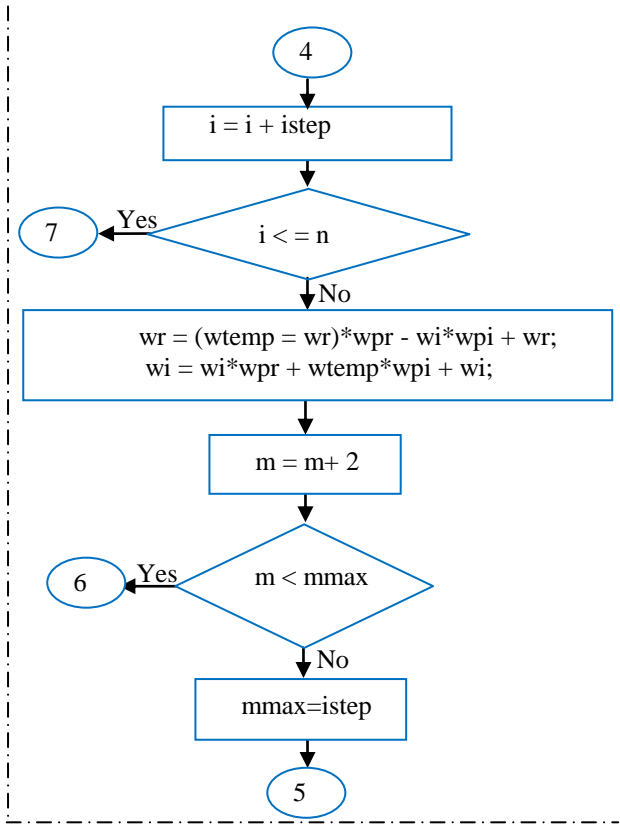 4
i = i + istep
Yes
7
i < = n
No
wr = (wtemp = wr)*wpr - wi*wpi + wr;
wi = wi*wpr + wtemp*wpi + wi;
m = m+ 2
6
Yes
m < mmax
No
mmax=istep
5